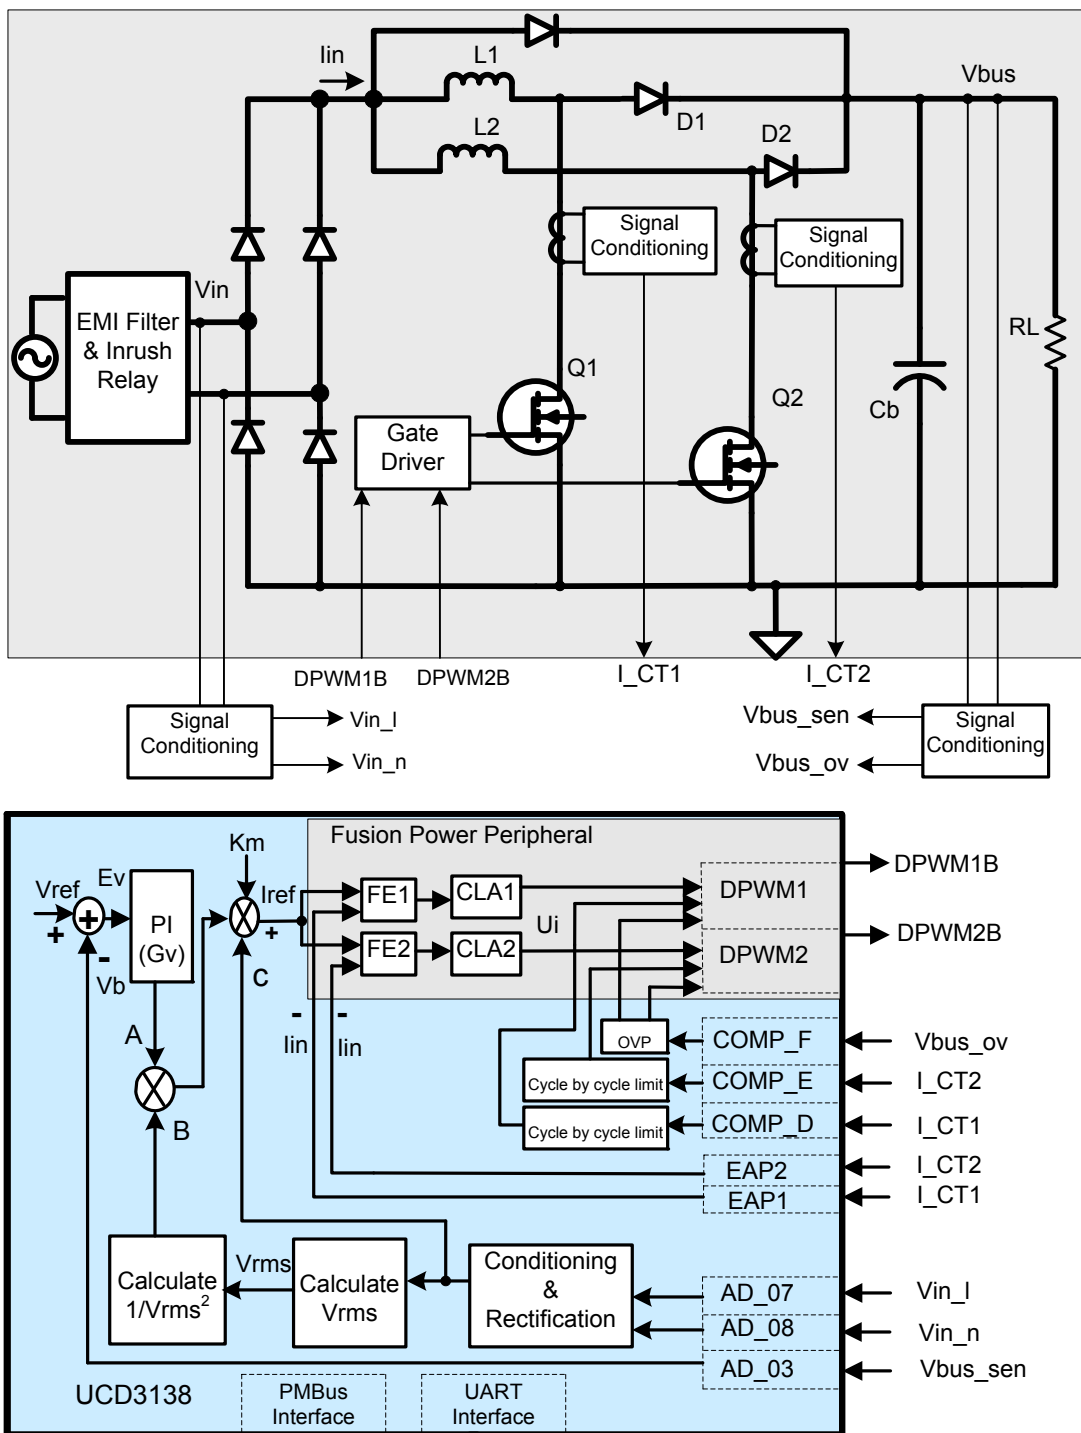 Iin
L1
Vbus
D1
L2
D2
Signal
Conditioning
Signal
Conditioning
Vin
EMI Filter
& Inrush
Relay
RL
Q1
Q2
Cb
Gate
Driver
DPWM1B
DPWM2B
I_CT1
I_CT2
Signal
Conditioning
Vin_l
Vin_n
Vbus_sen
Vbus_ov
Signal
Conditioning
Fusion Power Peripheral
Km
Vref
Ev
+
+
-
Vb
PI
(Gv)
Iref
+
C
FE1
CLA1
Ui
FE2
CLA2
DPWM1
DPWM2
DPWM1B
DPWM2B
-
Iin
-
Iin
A
B
OVP
COMP_F
Vbus_ov
Cycle by cycle limit
COMP_E
I_CT2
Cycle by cycle limit
COMP_D
I_CT1
EAP2
I_CT2
EAP1
I_CT1
Calculate
1/Vrms²
Vrms
Calculate
Vrms
Conditioning
&
Rectification
AD_07
Vin_l
AD_08
Vin_n
AD_03
Vbus_sen
UCD3138
PMBus
Interface
UART
Interface